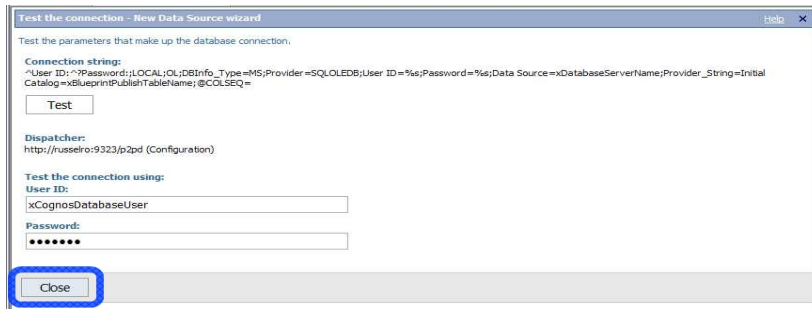 Test the connection - New Data Source wizard Help ×
Test the parameters that make up the database connection.
Connection string:
^User ID:^?Password:;LOCAL;OL;DBInfo_Type=MS;Provider=SQLOLEDB;User ID=%s;Password=%s;Data Source=xDatabaseServerName;Provider_String=Initial
Catalog=xBlueprintPublishTableName;@COLSEQ=
Test
Dispatcher:
http://russelro:9323/p2pd (Configuration)
Test the connection using:
User ID:
xCognosDatabaseUser
Password:
●●●●●●●
Close